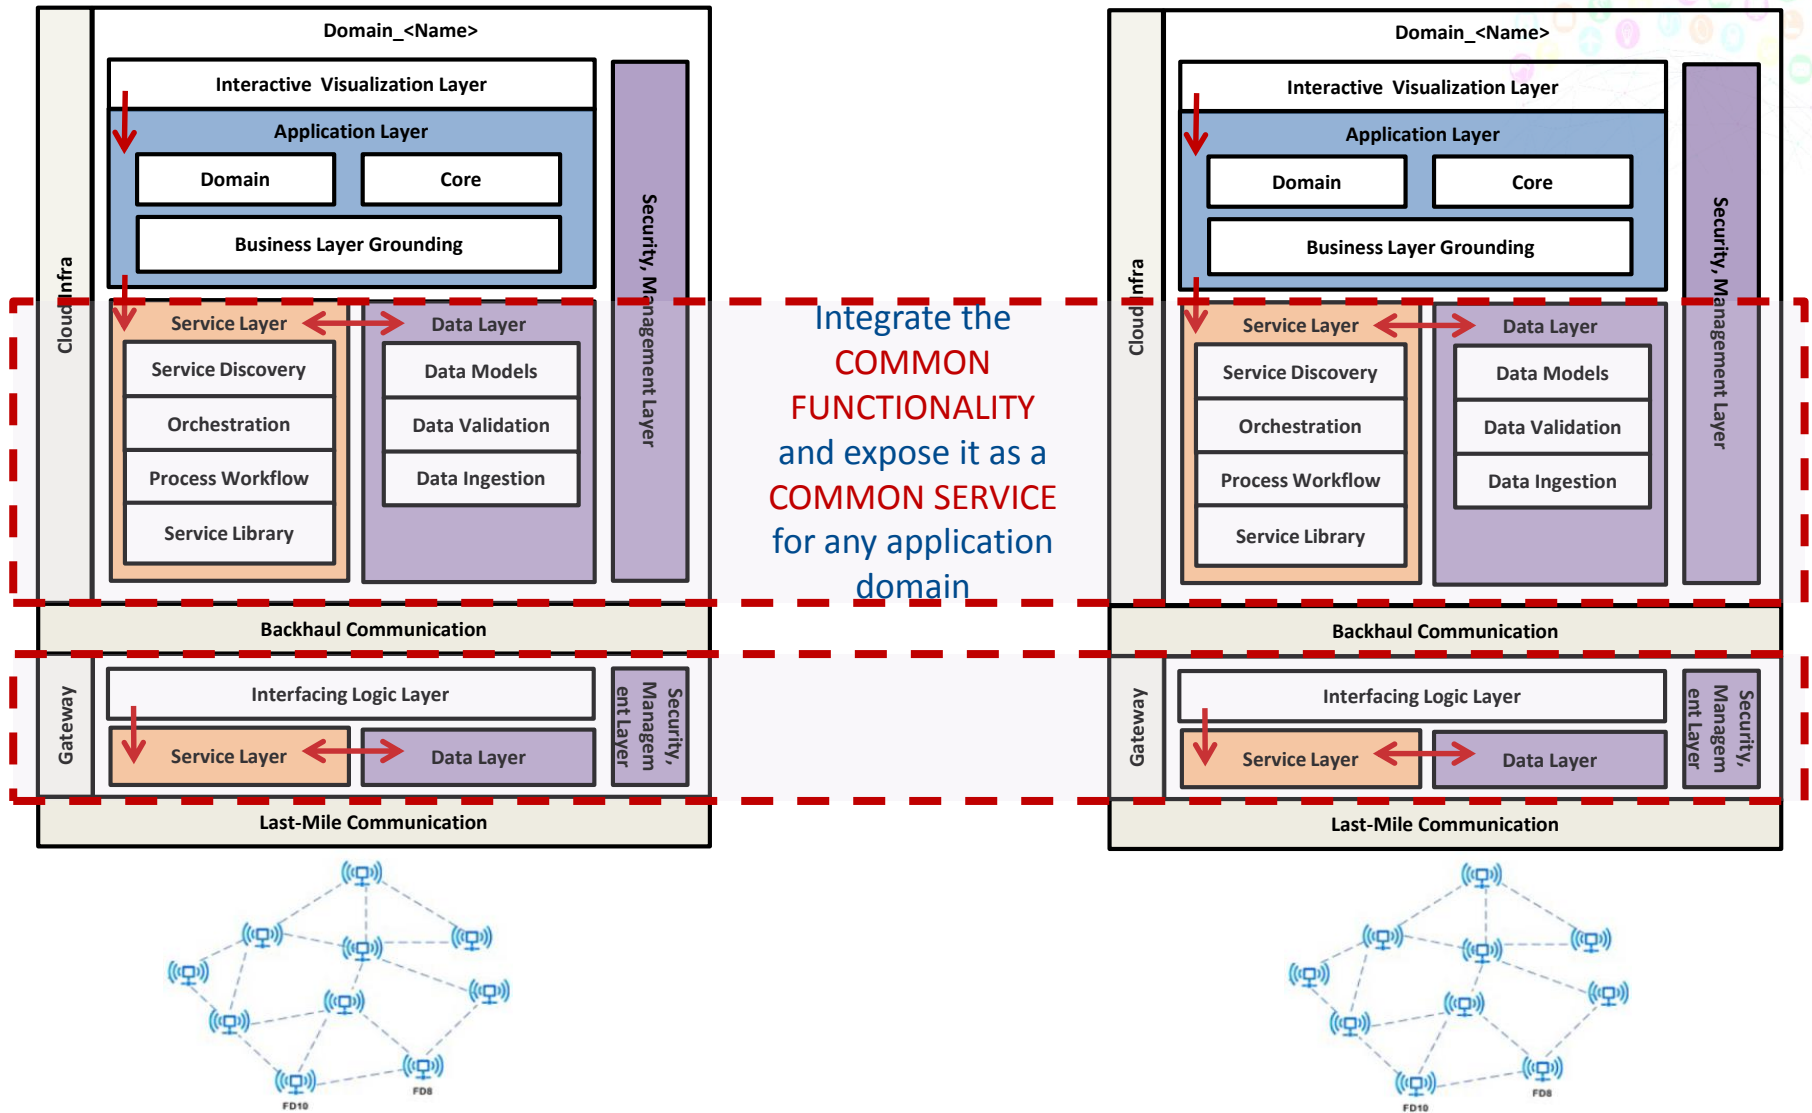 Domain_<Name>
Interactive  Visualization Layer
Application Layer
Domain
Core
Business Layer Grounding
Cloud Infra
Security, Management Layer
Service Layer
Data Layer
Service Discovery
Orchestration
Process Workflow
Service Library
Data Models
Data Validation
Data Ingestion
Backhaul Communication
Gateway
Interfacing Logic Layer
Service Layer
Data Layer
Security,
Managem
ent Layer
Last-Mile Communication
FD10
FD8
Integrate the
COMMON
FUNCTIONALITY
and expose it as a
COMMON SERVICE
for any application
domain
Domain_<Name>
Interactive  Visualization Layer
Application Layer
Domain
Core
Business Layer Grounding
Cloud Infra
Security, Management Layer
Service Layer
Data Layer
Service Discovery
Orchestration
Process Workflow
Service Library
Data Models
Data Validation
Data Ingestion
Backhaul Communication
Gateway
Interfacing Logic Layer
Service Layer
Data Layer
Security,
Managem
ent Layer
Last-Mile Communication
FD10
FD8